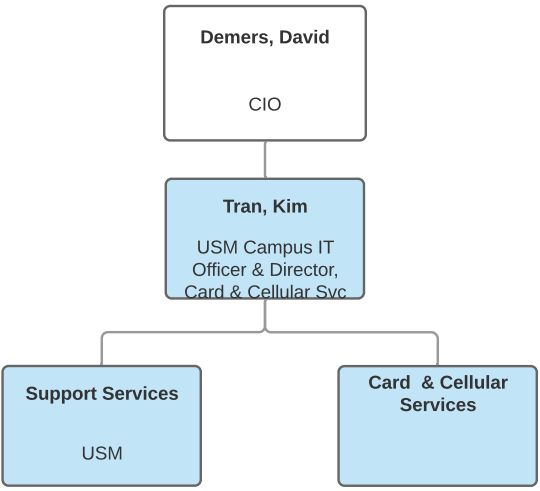 Demers, David
CIO
Tran, Kim
USM Campus IT
Officer & Director,
Card & Cellular Svc
Support Services
USM
Card  & Cellular
Services